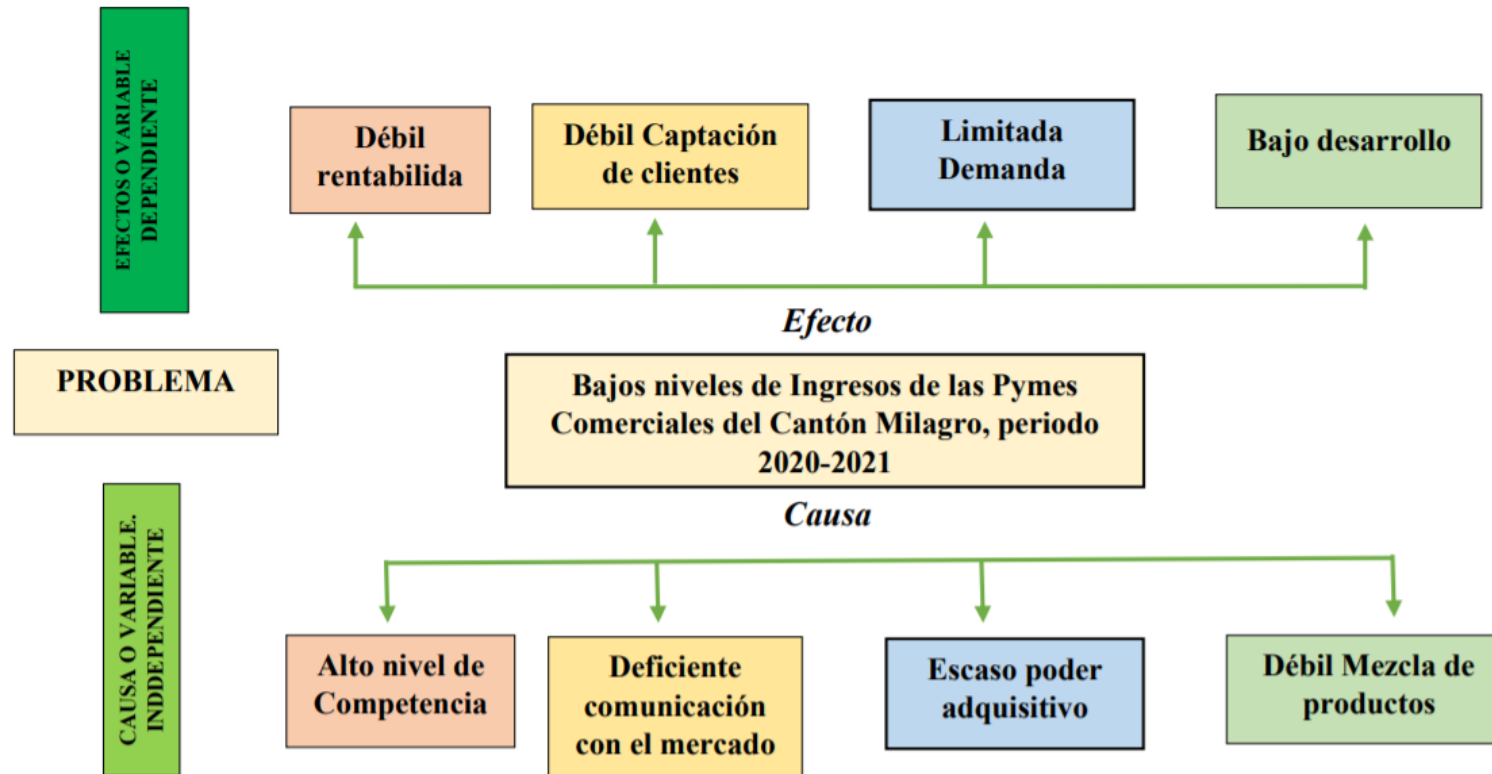 EFECTOS O VARIABLE
DEPENDIENTE
Débil
rentabilida
Débil Captación
de clientes
Limitada
Demanda
Bajo desarrollo
Efecto
PROBLEMA
Bajos niveles de Ingresos de las Pymes
Comerciales del Cantón Milagro, periodo
2020-2021
Causa
CAUSA O VARIABLE.
INDDEPENDIENTE
Alto nivel de
Competencia
Deficiente
comunicación
con el mercado
Escaso poder
adquisitivo
Débil Mezcla de
productos